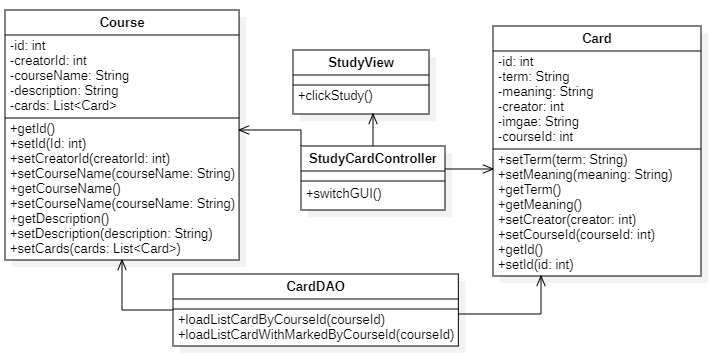 Course
-id: int
-creatorId: int
-courseName: String
-description: String
-cards: List<Card>
+getId()
+setId(Id: int)
+setCreatorId(creatorId: int)
+setCourseName(courseName: String)
+getCourseName()
+setCourseName(courseName: String)
+getDescription()
+setDescription(description: String)
+setCards(cards: List<Card>)
StudyView
+clickStudy()
StudyCardController
+switchGUI()
Card
-id: int
-term: String
-meaning: String
-creator: int
-imgae: String
-courseId: int
+setTerm(term: String)
+setMeaning(meaning: String)
+getTerm()
+getMeaning()
+setCreator(creator: int)
+setCourseId(courseId: int)
+getId()
+setId(id: int)
CardDAO
+loadListCardByCourseId(courseId)
+loadListCardWithMarkedByCourseId(courseId)